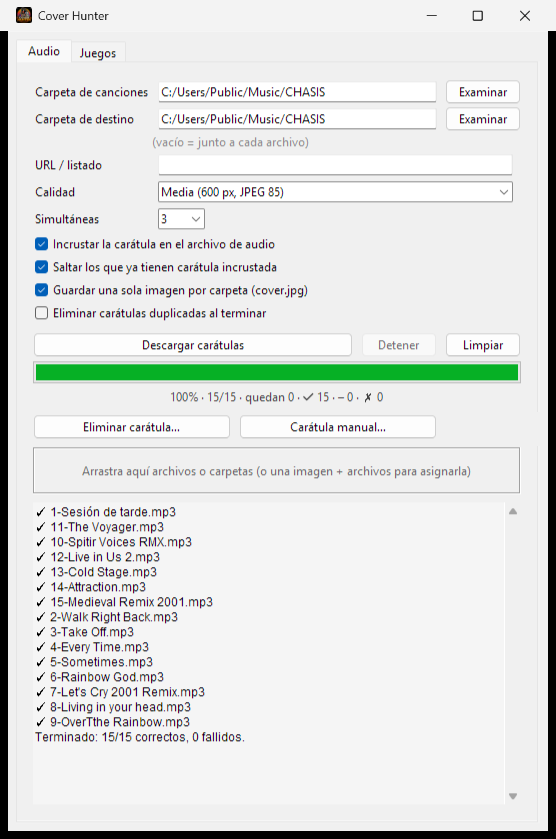 Cover Hunter
Audio Juegos
Carpeta de canciones C:/Users/Public/Music/CHASIS Examinar
Carpeta de destino C:/Users/Public/Music/CHASIS Examinar
(vacío = junto a cada archivo)
URL / listado
Calidad Media (600 px, JPEG 85)
Simultáneas 3
Incrustar la carátula en el archivo de audio
Saltar los que ya tienen carátula incrustada
Guardar una sola imagen por carpeta (cover.jpg)
Eliminar carátulas duplicadas al terminar
Descargar carátulas Detener Limpiar
100% · 15/15 · quedan 0 · ✓ 15 · – 0 · ✗ 0
Eliminar carátula... Carátula manual...
Arrastra aquí archivos o carpetas (o una imagen + archivos para asignarla)
✓ 1-Sesión de tarde.mp3
✓ 11-The Voyager.mp3
✓ 10-Spitir Voices RMX.mp3
✓ 12-Live in Us 2.mp3
✓ 13-Cold Stage.mp3
✓ 14-Attraction.mp3
✓ 15-Medieval Remix 2001.mp3
✓ 2-Walk Right Back.mp3
✓ 3-Take Off.mp3
✓ 4-Every Time.mp3
✓ 5-Sometimes.mp3
✓ 6-Rainbow God.mp3
✓ 7-Let's Cry 2001 Remix.mp3
✓ 8-Living in your head.mp3
✓ 9-OverTthe Rainbow.mp3
Terminado: 15/15 correctos, 0 fallidos.